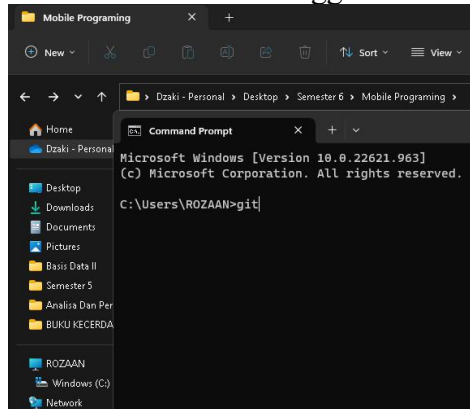 Mobile Programing
New
Sort
View
Dzaki - Personal > Desktop > Semester 6 > Mobile Programing >
Home
Dzaki - Personal
Desktop
Downloads
Documents
Pictures
Basis Data II
Semester 5
Analisa Dan Per
BUKU KECERDA
ROZAAN
Windows (C:)
Network
Command Prompt
Microsoft Windows [Version 10.0.22621.963]
(c) Microsoft Corporation. All rights reserved.
C:\Users\ROZAAN>git